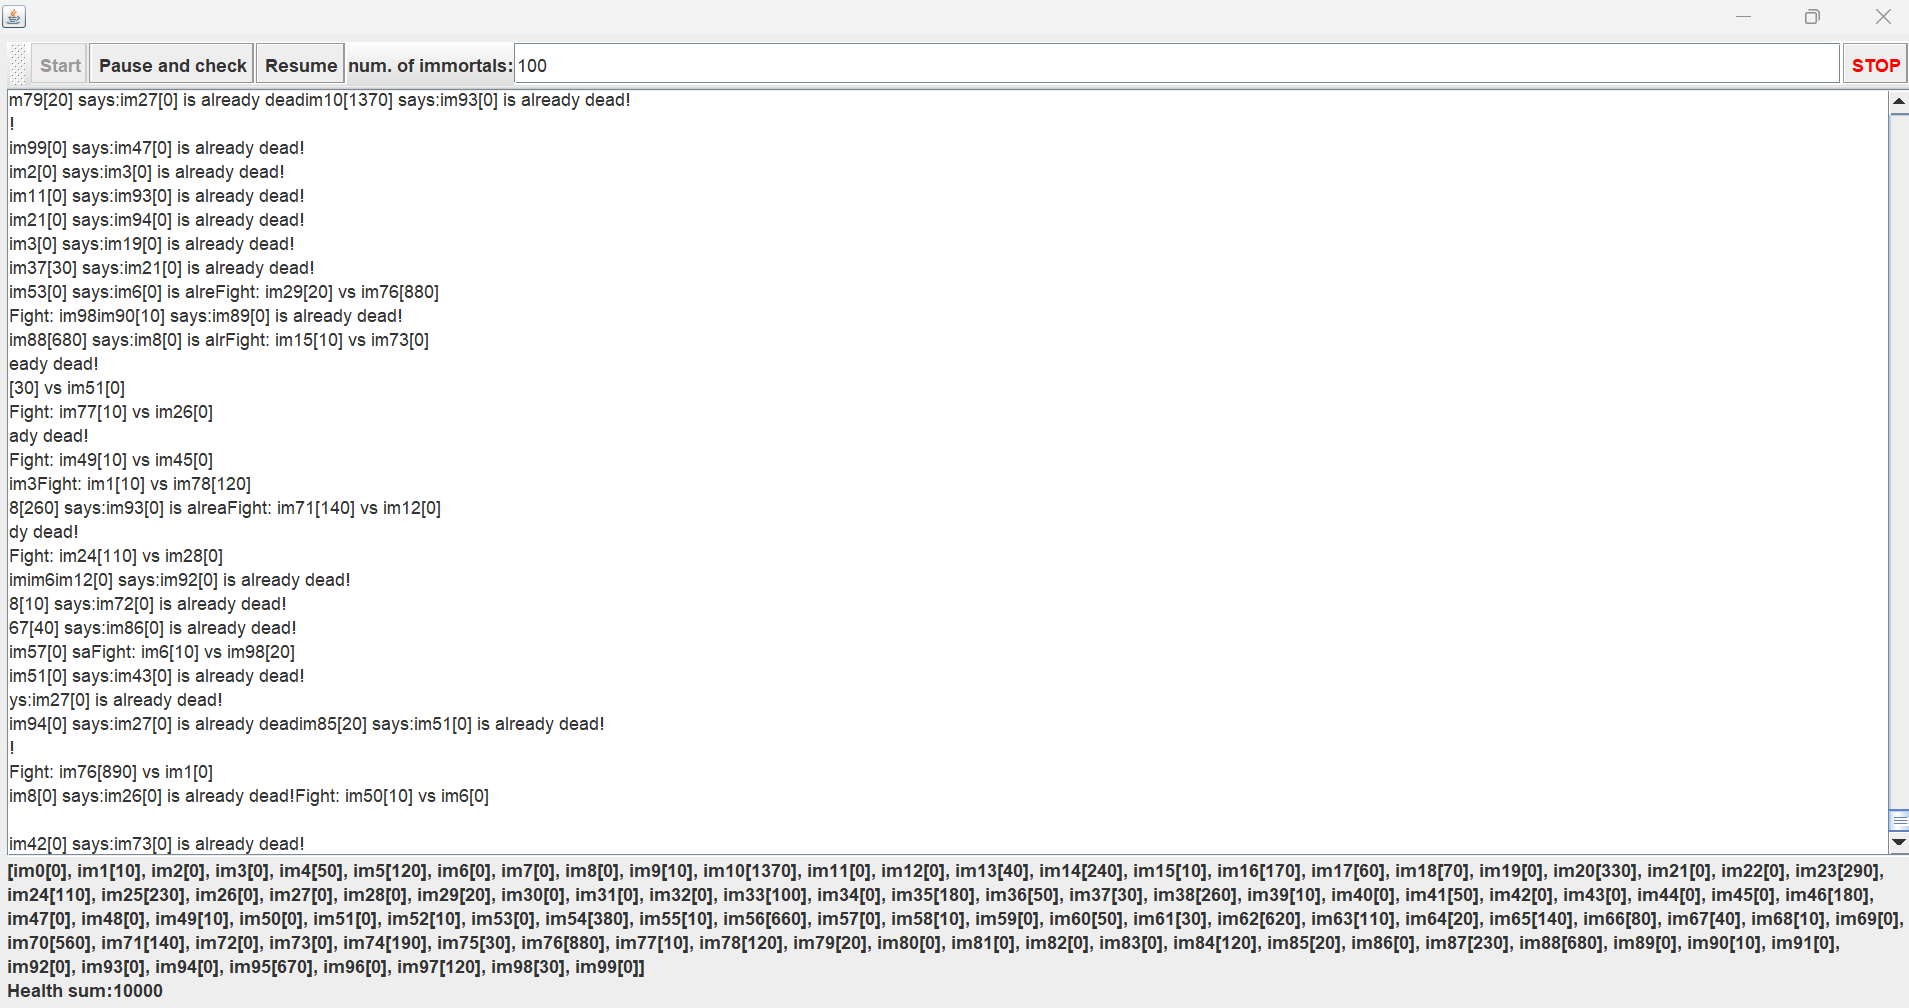 Start Pause and check Resume num. of immortals: 100 STOP
m79[20] says:im27[0] is already deadim10[1370] says:im93[0] is already dead!
!
im99[0] says:im47[0] is already dead!
im2[0] says:im3[0] is already dead!
im11[0] says:im93[0] is already dead!
im21[0] says:im94[0] is already dead!
im3[0] says:im19[0] is already dead!
im37[30] says:im21[0] is already dead!
im53[0] says:im6[0] is alreFight: im29[20] vs im76[880]
Fight: im98im90[10] says:im89[0] is already dead!
im88[680] says:im8[0] is alrFight: im15[10] vs im73[0]
eady dead!
[30] vs im51[0]
Fight: im77[10] vs im26[0]
ady dead!
Fight: im49[10] vs im45[0]
im3Fight: im1[10] vs im78[120]
8[260] says:im93[0] is alreaFight: im71[140] vs im12[0]
dy dead!
Fight: im24[110] vs im28[0]
imim6im12[0] says:im92[0] is already dead!
8[10] says:im72[0] is already dead!
67[40] says:im86[0] is already dead!
im57[0] saFight: im6[10] vs im98[20]
im51[0] says:im43[0] is already dead!
ys:im27[0] is already dead!
im94[0] says:im27[0] is already deadim85[20] says:im51[0] is already dead!
!
Fight: im76[890] vs im1[0]
im8[0] says:im26[0] is already dead!Fight: im50[10] vs im6[0]
im42[0] says:im73[0] is already dead!
[im0[0], im1[10], im2[0], im3[0], im4[50], im5[120], im6[0], im7[0], im8[0], im9[10], im10[1370], im11[0], im12[0], im13[40], im14[240], im15[10], im16[170], im17[60], im18[70], im19[0], im20[330], im21[0], im22[0], im23[290],
im24[110], im25[230], im26[0], im27[0], im28[0], im29[20], im30[0], im31[0], im32[0], im33[100], im34[0], im35[180], im36[50], im37[30], im38[260], im39[10], im40[0], im41[50], im42[0], im43[0], im44[0], im45[0], im46[180],
im47[0], im48[0], im49[10], im50[0], im51[0], im52[10], im53[0], im54[380], im55[10], im56[660], im57[0], im58[10], im59[0], im60[50], im61[30], im62[620], im63[110], im64[20], im65[140], im66[80], im67[40], im68[10], im69[0],
im70[560], im71[140], im72[0], im73[0], im74[190], im75[30], im76[880], im77[10], im78[120], im79[20], im80[0], im81[0], im82[0], im83[0], im84[120], im85[20], im86[0], im87[230], im88[680], im89[0], im90[10], im91[0],
im92[0], im93[0], im94[0], im95[670], im96[0], im97[120], im98[30], im99[0]]
Health sum:10000